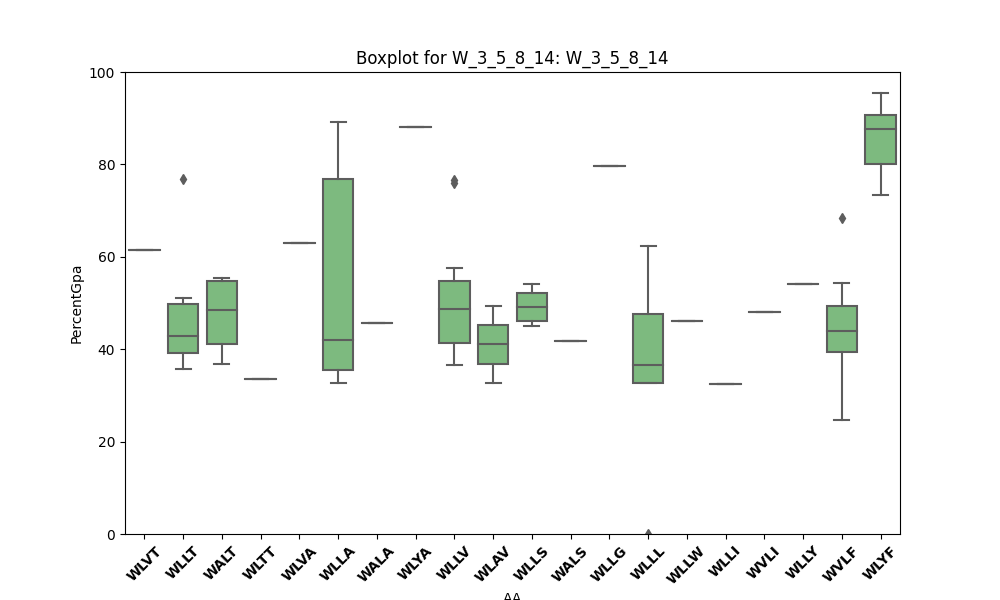 Boxplot for W_3_5_8_14: W_3_5_8_14
PercentGpa
100
80
60
40
20
0
WLVT
WLLT
WALT
WLTT
WLVA
WLLA
WALA
WLYA
WLLV
WLAV
WLLS
WALS
WLLG
WLLL
WLLW
WLLI
WVLI
WLLY
WVLF
WLYF
AA